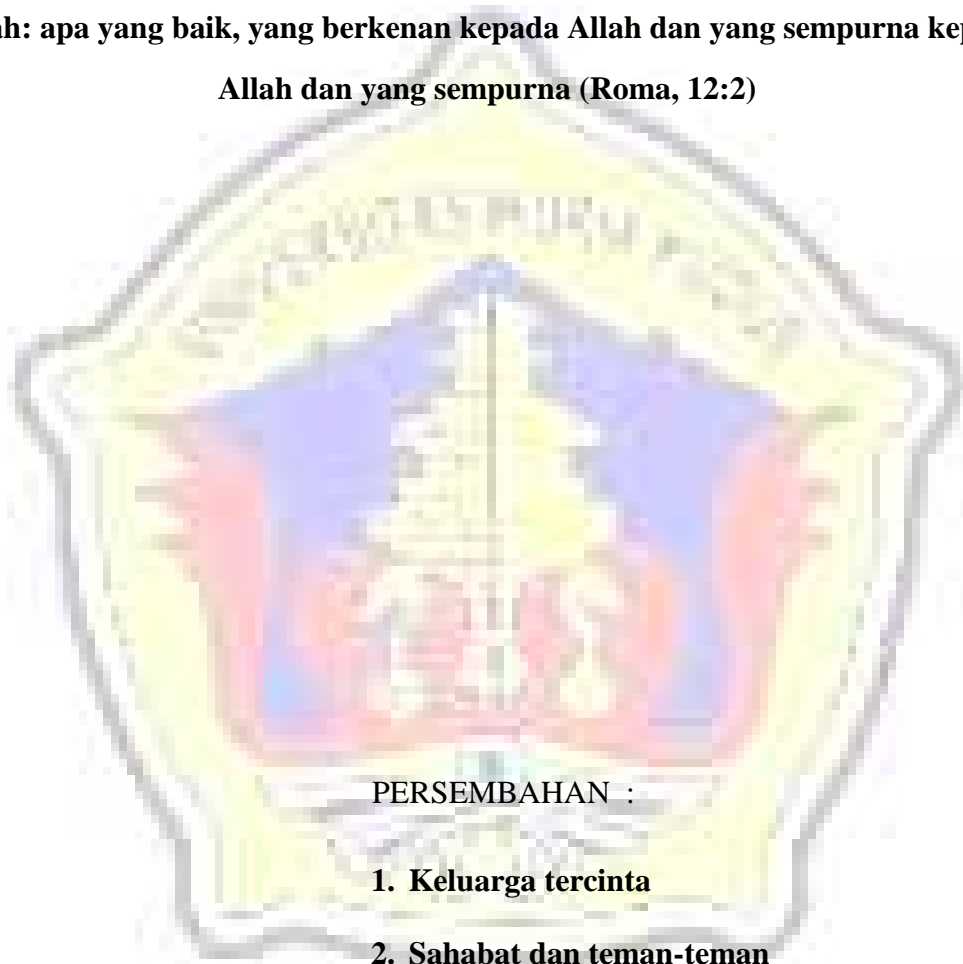 ah: apa yang baik, yang berkenan kepada Allah dan yang sempurna kep
Allah dan yang sempurna (Roma, 12:2)
PERSEMBAHAN :
1. Keluarga tercinta
2. Sahabat dan teman-teman